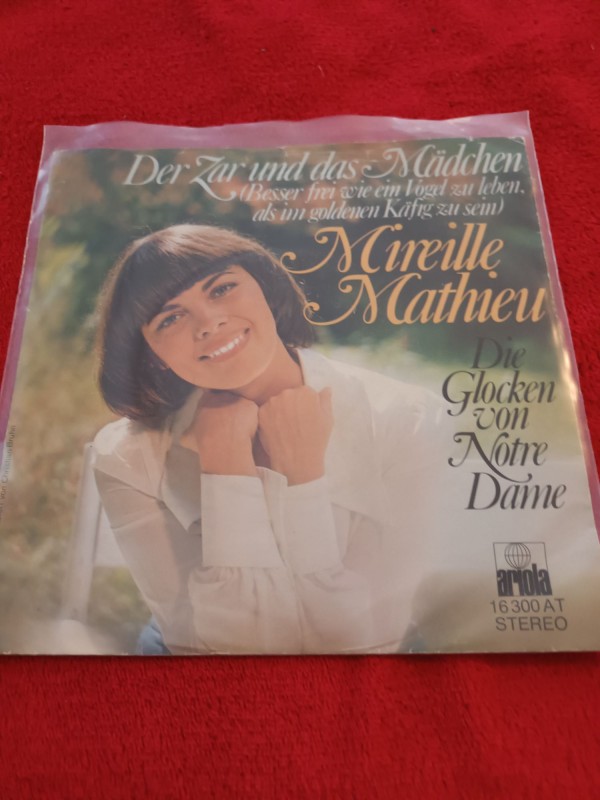 Der Zar und das Mädchen
(Besser frei wie ein Vogel zu leben,
als im goldenen Käfig zu sein)
Mireille
Mathieu
Die
Glocken
von
Notre
Dame
ariola
16 300 AT
STEREO